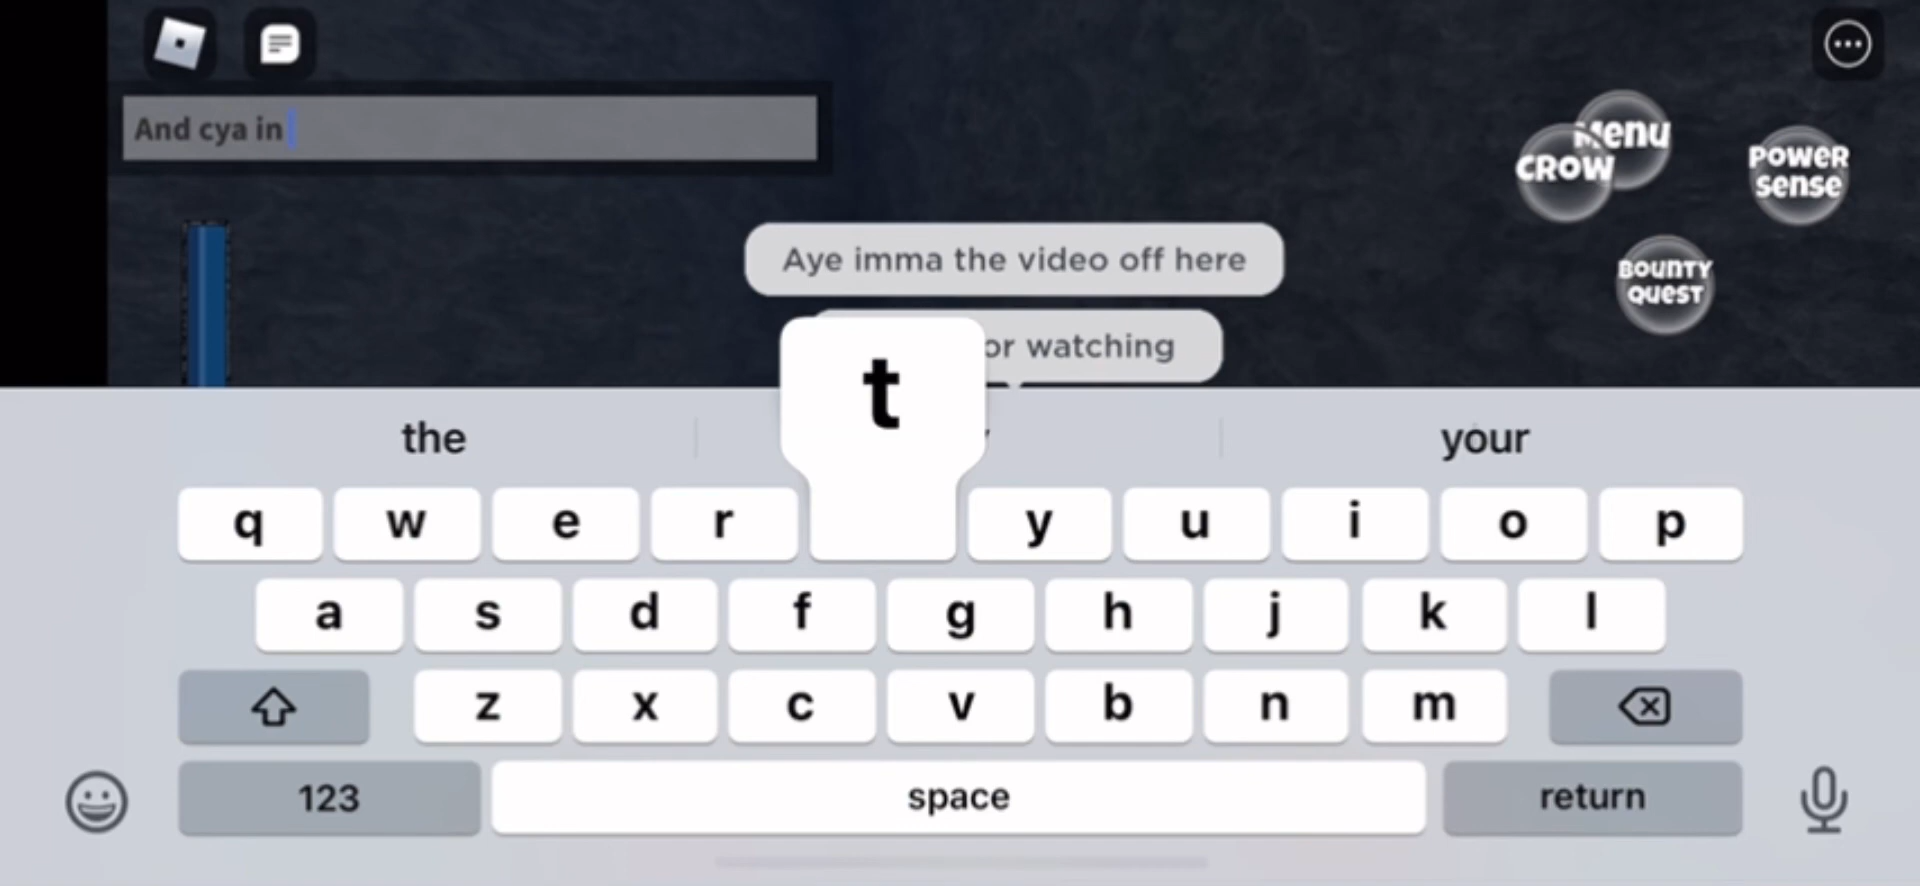 And cya in
Menu
CROW
POWER
sense
BOUNTY
QUEST
Aye imma the video off here
or watching
t
the
your
q w e r y u i o p
a s d f g h j k l
z x c v b n m
123
space
return